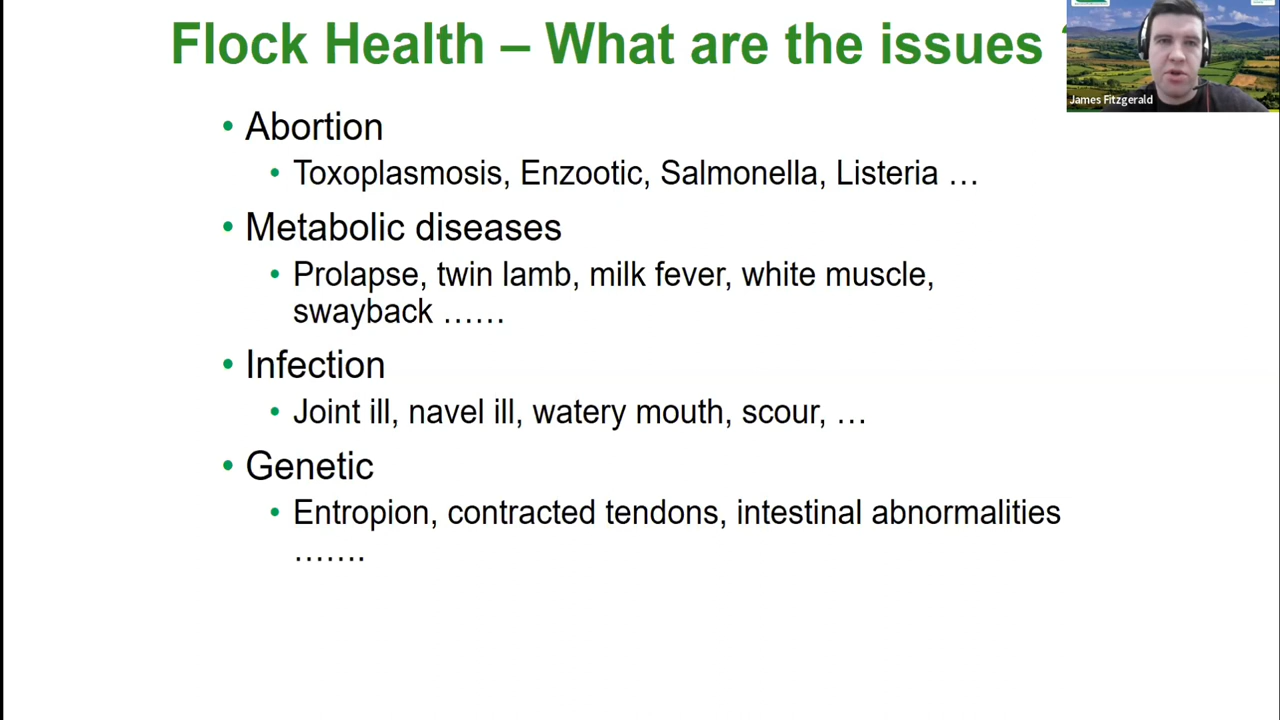 Flock Health – What are the issues ?
James Fitzgerald
• Abortion
• Toxoplasmosis, Enzootic, Salmonella, Listeria …
• Metabolic diseases
• Prolapse, twin lamb, milk fever, white muscle,
swayback ……
• Infection
• Joint ill, navel ill, watery mouth, scour, …
• Genetic
• Entropion, contracted tendons, intestinal abnormalities
…….